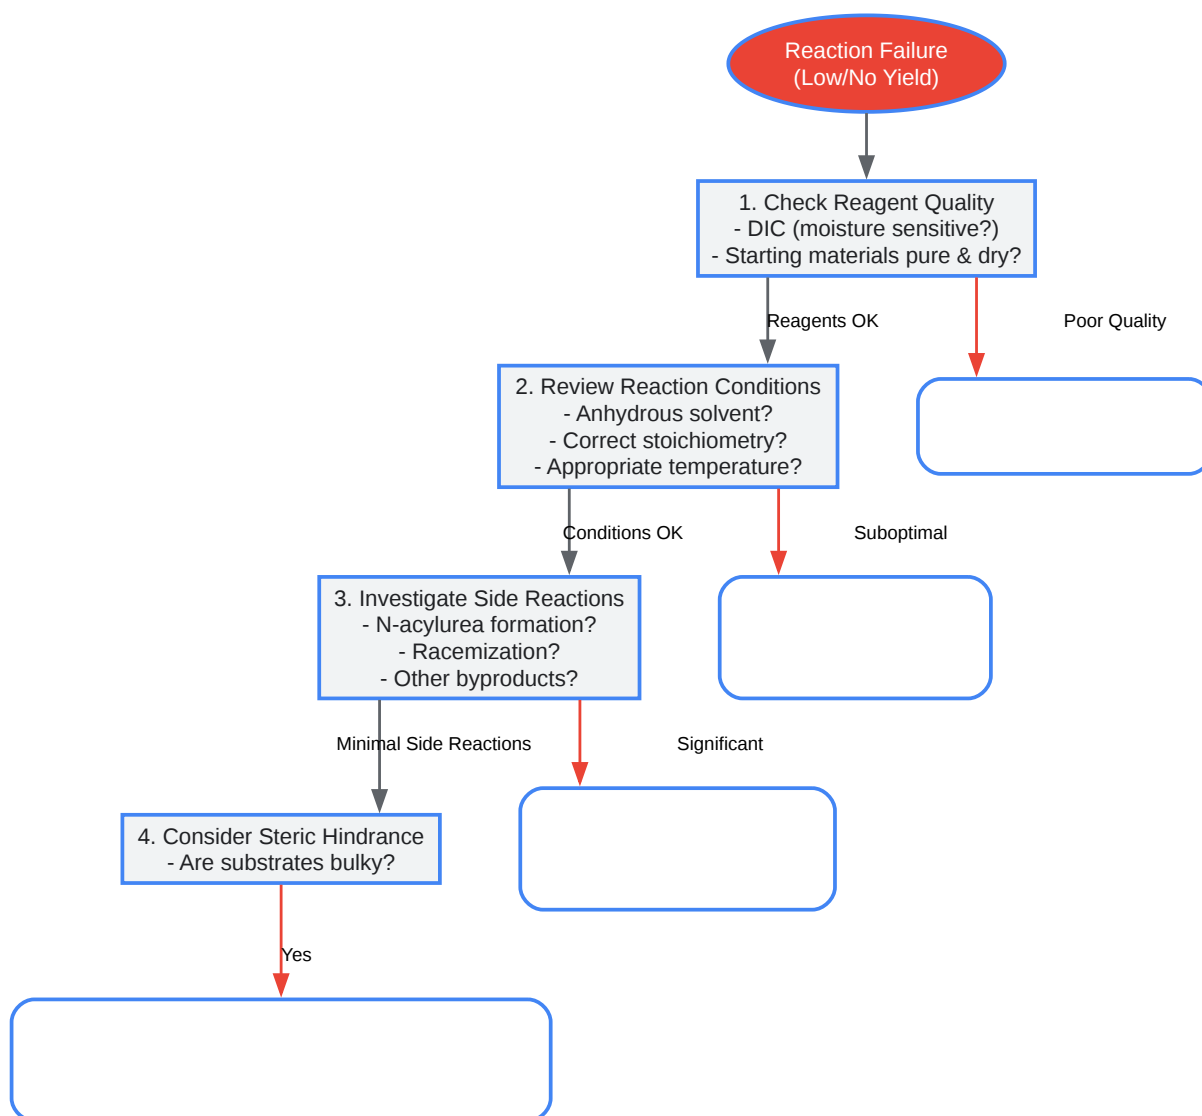 Reaction Failure
(Low/No Yield)
1. Check Reagent Quality
- DIC (moisture sensitive?)
- Starting materials pure & dry?
Reagents OK
Poor Quality
2. Review Reaction Conditions
- Anhydrous solvent?
- Correct stoichiometry?
- Appropriate temperature?
Conditions OK
Suboptimal
3. Investigate Side Reactions
- N-acylurea formation?
- Racemization?
- Other byproducts?
Minimal Side Reactions
Significant
4. Consider Steric Hindrance
- Are substrates bulky?
Yes